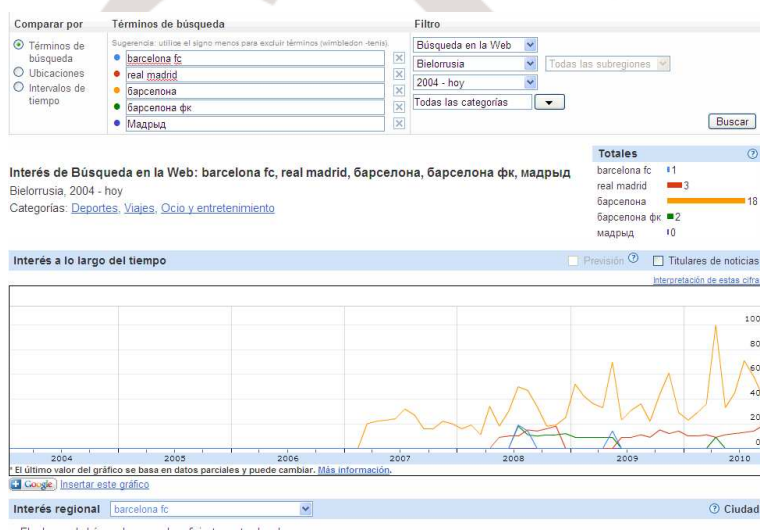 Comparar por
Términos de búsqueda
Filtro
Términos de búsqueda
Ubicaciones
Intervalos de tiempo
Sugerencia: utilice el signo menos para excluir términos (wimbledon -tenis).
barcelona fc
real madrid
барселона
барселона фк
Мадрыд
Búsqueda en la Web
Bielorrusia
Todas las subregiones
2004 - hoy
Todas las categorías
Buscar
Interés de Búsqueda en la Web: barcelona fc, real madrid, барселона, барселона фк, мадрыд
Bielorrusia, 2004 - hoy
Categorías: Deportes, Viajes, Ocio y entretenimiento
Totales
barcelona fc 1
real madrid 3
барселона 18
барселона фк 2
мадрыд 0
Interés a lo largo del tiempo
Previsión
Titulares de noticias
Interpretación de estas cifra
100
80
60
40
20
0
2004 2005 2006 2007 2008 2009 2010
* El último valor del gráfico se basa en datos parciales y puede cambiar. Más información.
Google Insertar este gráfico
Interés regional
barcelona fc
Ciudad